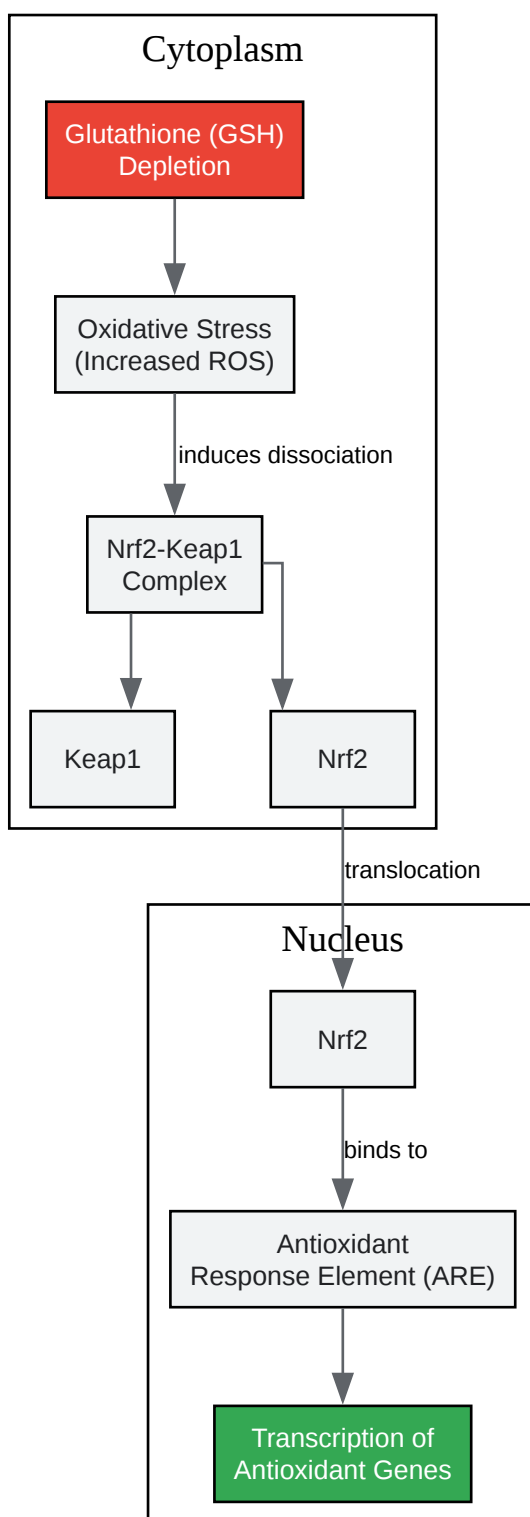 Cytoplasm
Glutathione (GSH)
Depletion
Oxidative Stress
(Increased ROS)
induces dissociation
Nrf2-Keap1
Complex
Keap1
Nrf2
translocation
Nucleus
Nrf2
binds to
Antioxidant
Response Element (ARE)
Transcription of
Antioxidant Genes